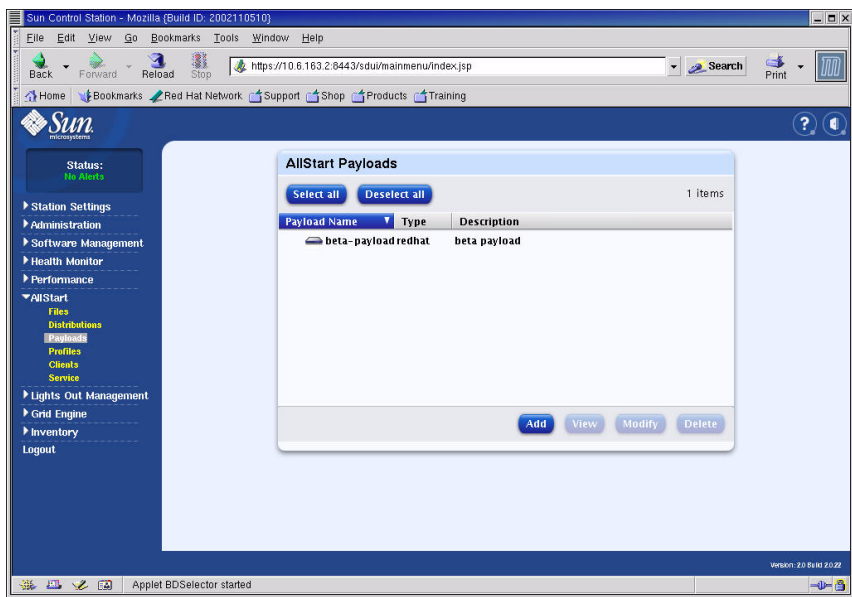 Sun Control Station - Mozilla {Build ID: 2002110510}
File Edit View Go Bookmarks Tools Window Help
Back Forward Reload Stop https://10.6.163.2:8443/sdui/mainmenu/index.jsp Search Print
Home Bookmarks Red Hat Network Support Shop Products Training
Sun
microsystems
Status:
No Alerts
Station Settings
Administration
Software Management
Health Monitor
Performance
AllStart
Files
Distributions
Payloads
Profiles
Clients
Service
Lights Out Management
Grid Engine
Inventory
Logout
AllStart Payloads
Select all Deselect all 1 items
Payload Name Type Description
beta-payload redhat beta payload
Add View Modify Delete
Version: 2.0 Build 2.0.22
Applet BDSelector started